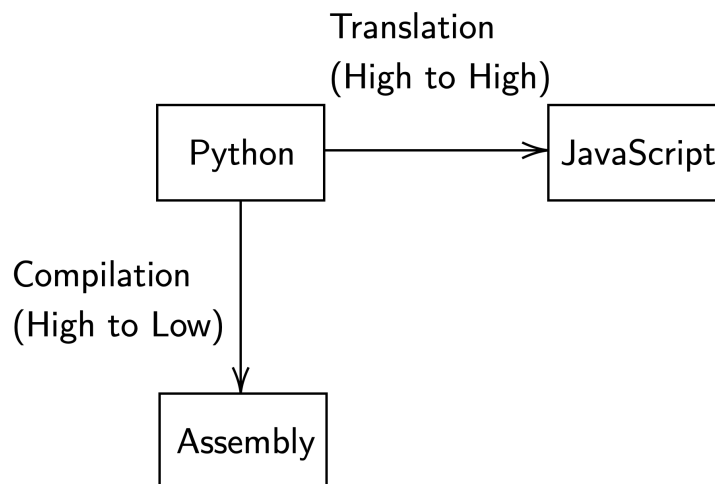 Translation
(High to High)
Python
JavaScript
Compilation
(High to Low)
Assembly